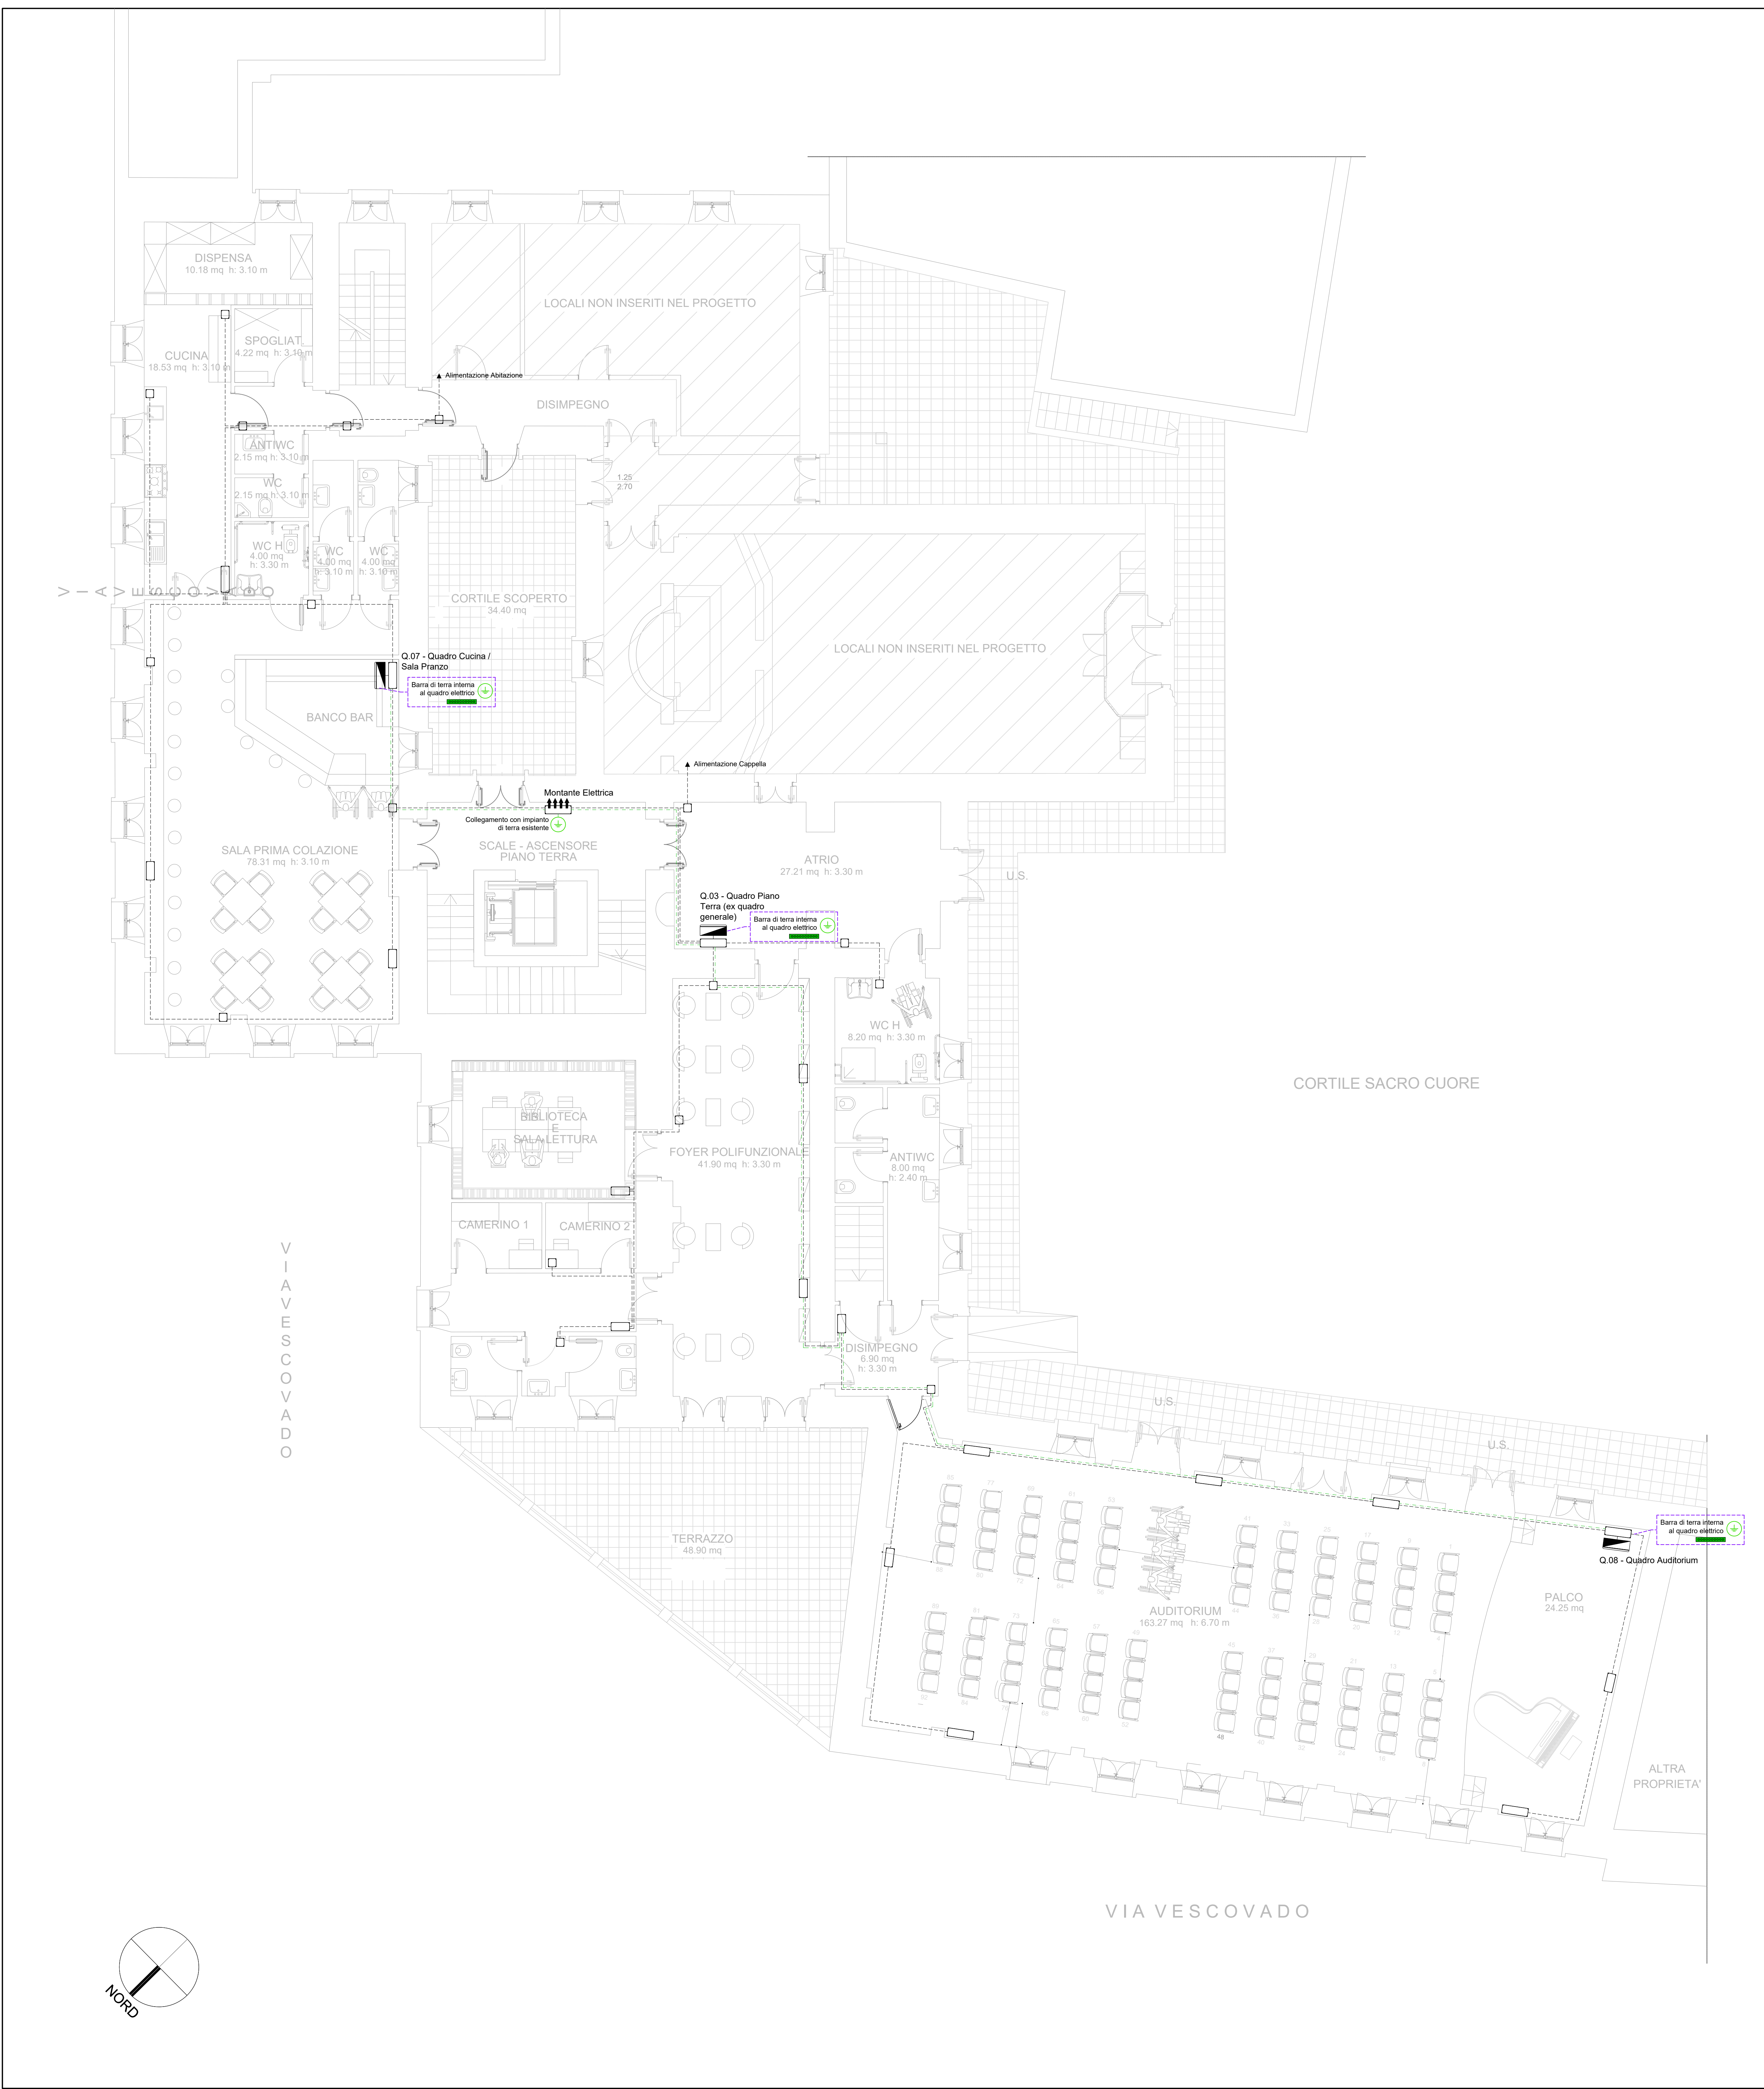 DISPENSA
10.18 mq h: 3.10 m
LOCALI NON INSERITI NEL PROGETTO
SPOGLIAT.
4.22 mq h: 3.10 m
CUCINA
18.53 mq h: 3.10 m
Alimentazione Abitazione
DISIMPEGNO
ANTIWC
2.15 mq h: 3.10 m
WC
2.15 mq h: 3.10 m
1.25
2.70
WC H
4.00 mq
h: 3.30 m
WC
4.00 mq
h: 3.10 m
WC
4.00 mq
h: 3.10 m
VIA VESCOVADO
CORTILE SCOPERTO
34.40 mq
LOCALI NON INSERITI NEL PROGETTO
Q.07 - Quadro Cucina /
Sala Pranzo
Barra di terra interna
al quadro elettrico
BANCO BAR
Alimentazione Cappella
Montante Elettrica
Collegamento con impianto
di terra esistente
SCALE - ASCENSORE
PIANO TERRA
SALA PRIMA COLAZIONE
78.31 mq h: 3.10 m
ATRIO
27.21 mq h: 3.30 m
U.S.
Q.03 - Quadro Piano
Terra (ex quadro
generale)
Barra di terra interna
al quadro elettrico
WC H
8.20 mq h: 3.30 m
CORTILE SACRO CUORE
BIBLIOTECA
E
SALA LETTURA
FOYER POLIFUNZIONALE
41.90 mq h: 3.30 m
ANTIWC
8.00 mq
h: 2.40 m
CAMERINO 1
CAMERINO 2
V
I
A
V
E
S
C
O
V
A
D
O
DISIMPEGNO
6.90 mq
h: 3.30 m
U.S.
U.S.
TERRAZZO
48.90 mq
Barra di terra interna
al quadro elettrico
Q.08 - Quadro Auditorium
PALCO
24.25 mq
AUDITORIUM
163.27 mq h: 6.70 m
48
ALTRA
PROPRIETA'
VIA VESCOVADO
NORD